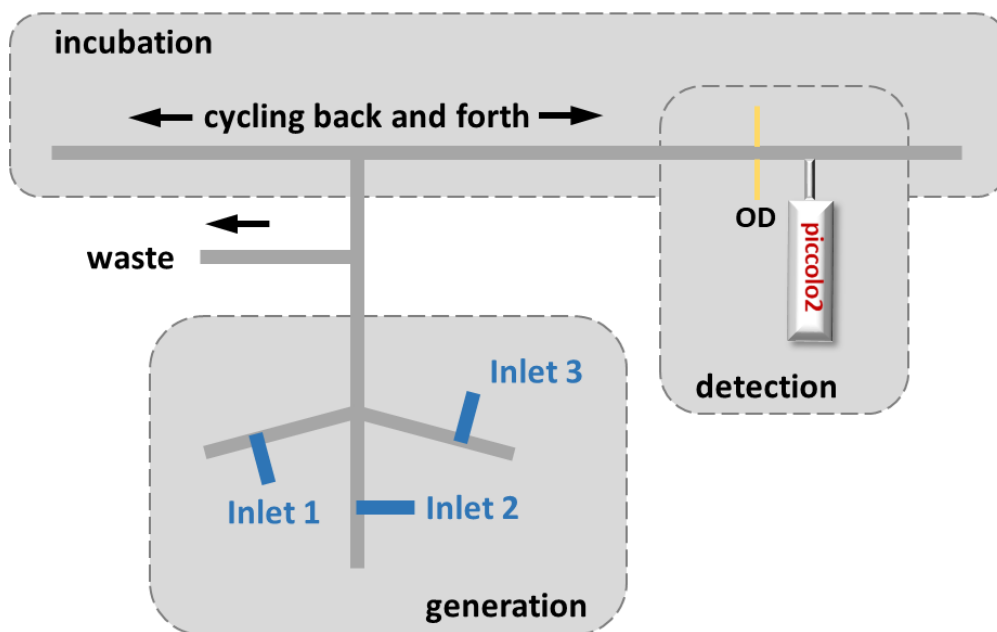 incubation
cycling back and forth
OD
waste
piccolo2
detection
Inlet 3
Inlet 1
Inlet 2
generation